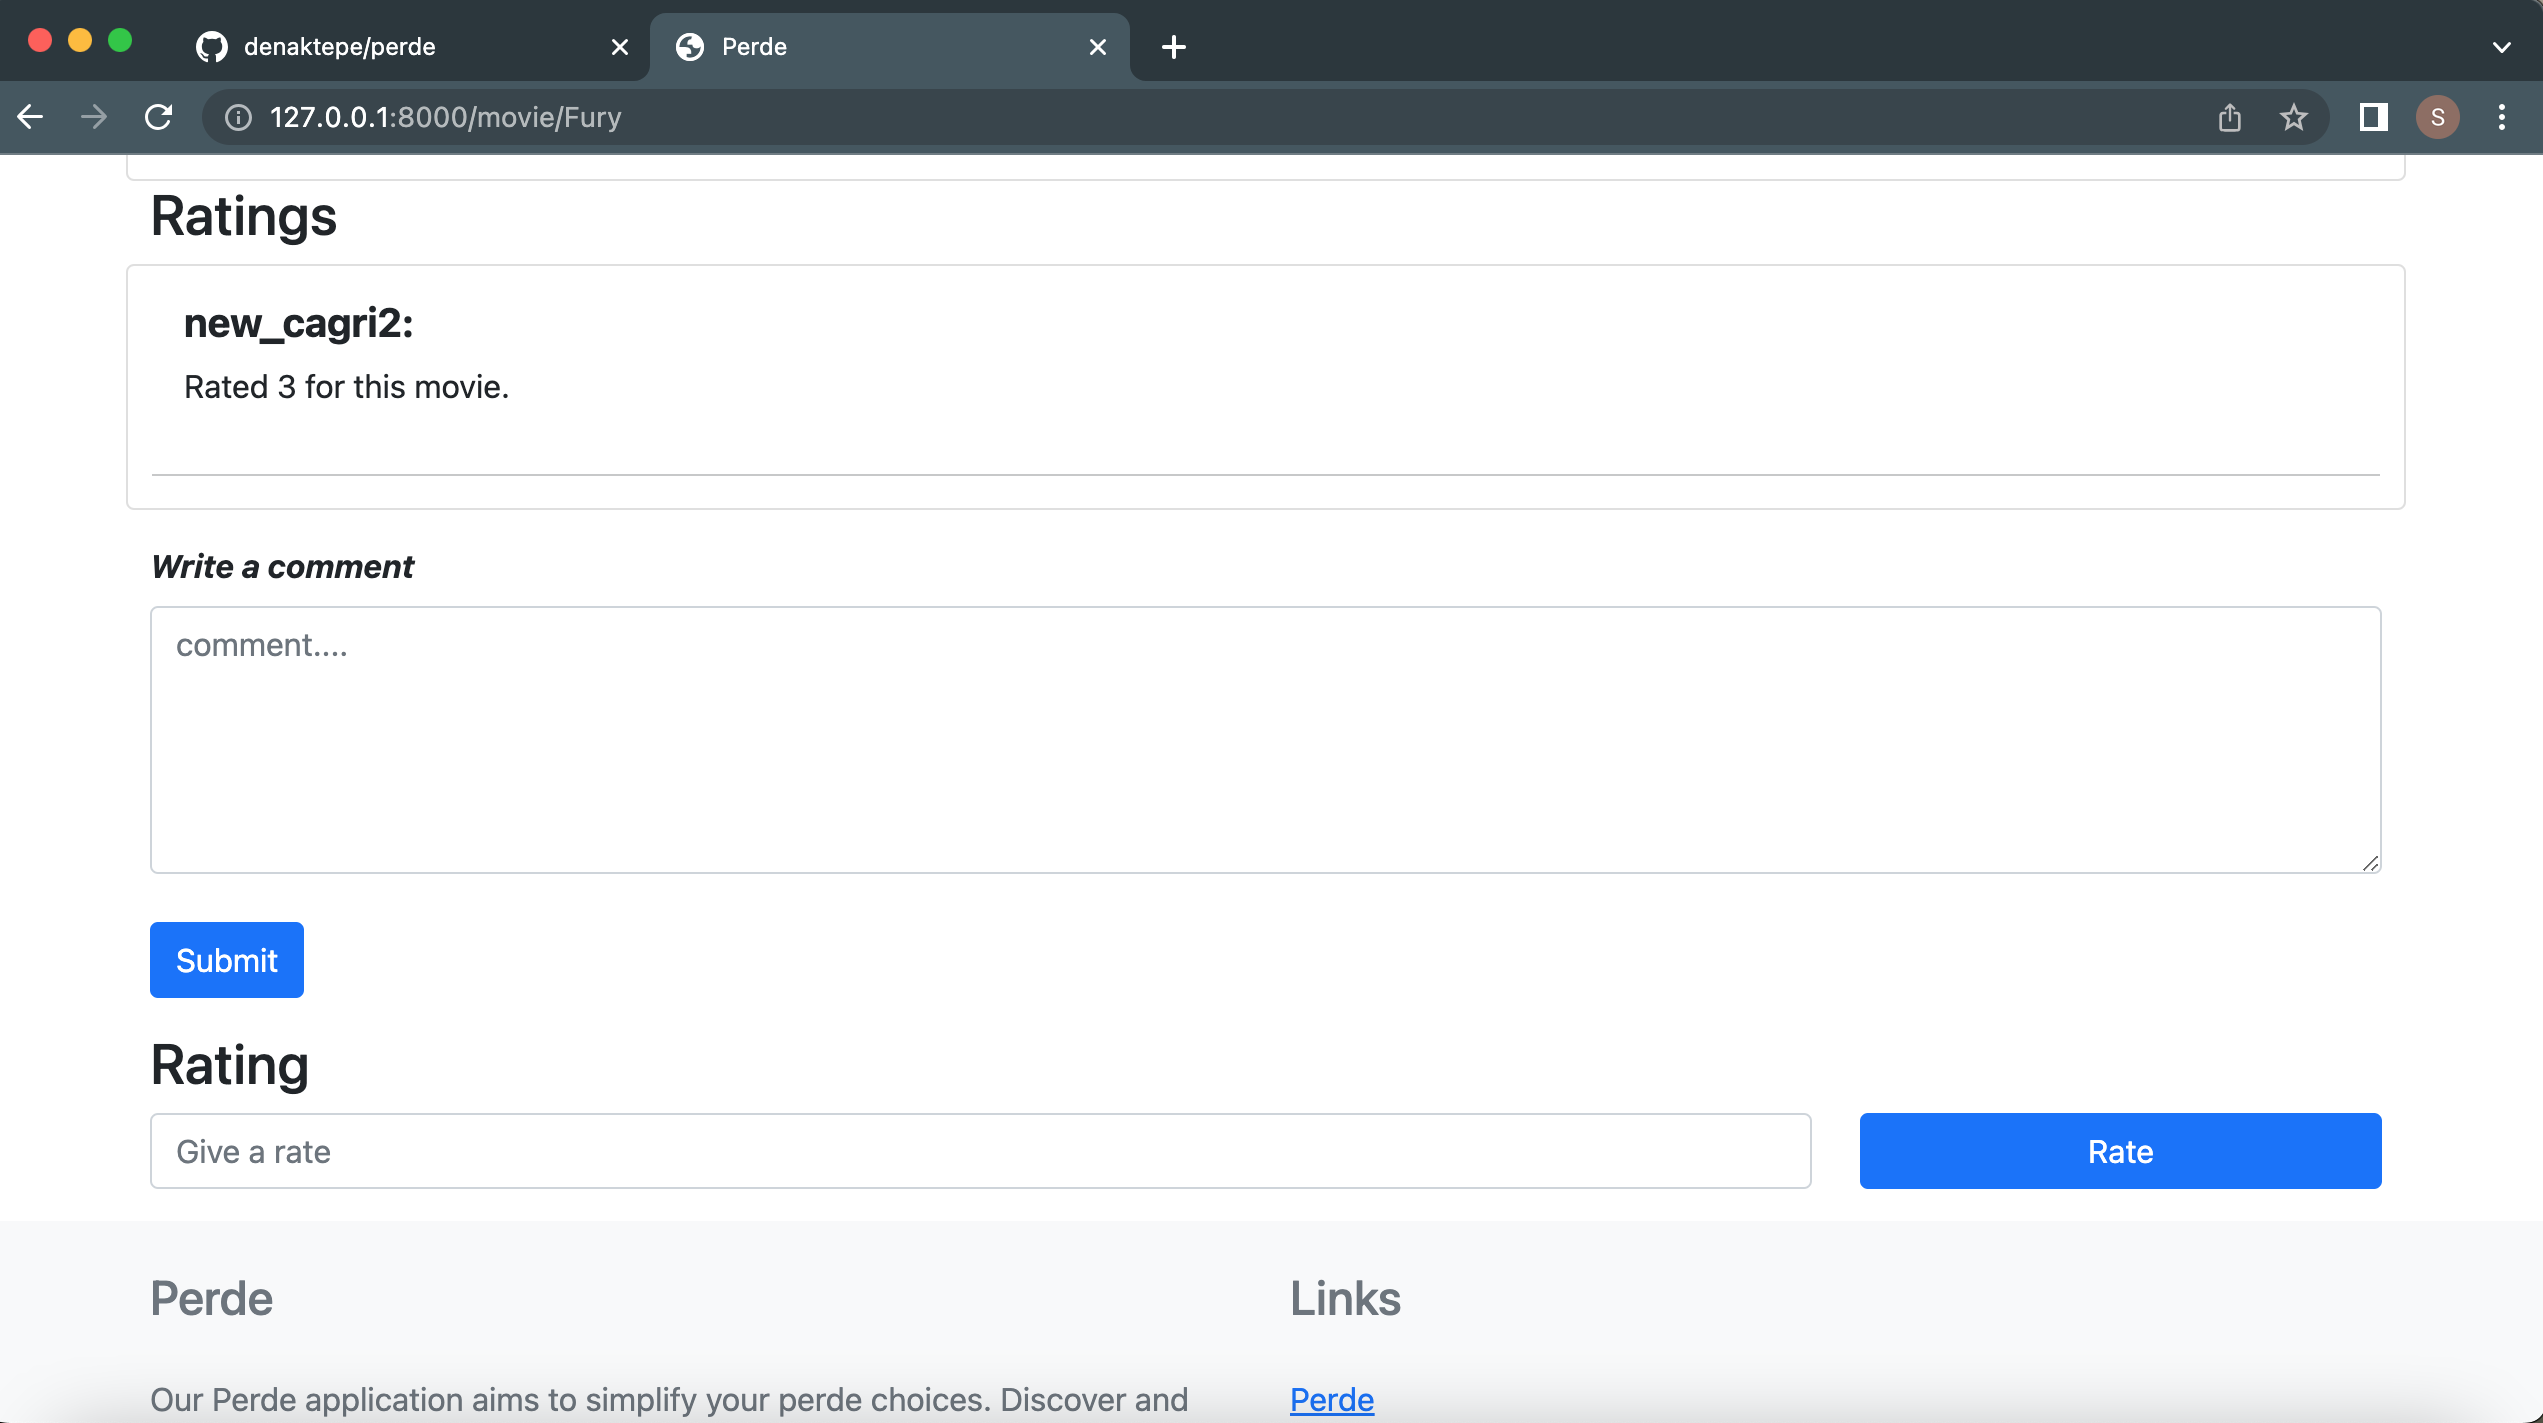 denaktepe/perde
Perde
127.0.0.1:8000/movie/Fury
S
Ratings
new_cagri2:
Rated 3 for this movie.
Write a comment
comment....
Submit
Rating
Give a rate
Rate
Perde
Links
Our Perde application aims to simplify your perde choices. Discover and
Perde